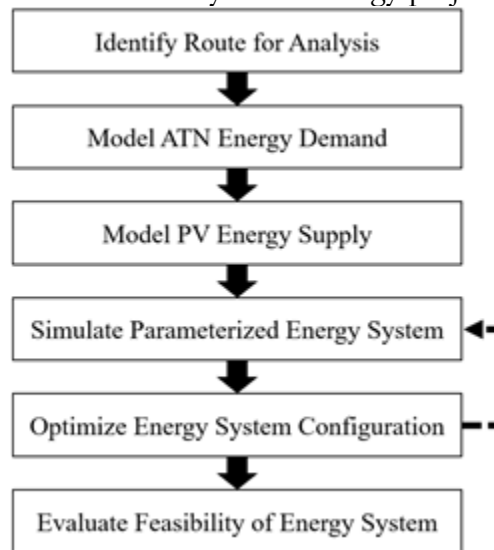 Identify Route for Analysis
Model ATN Energy Demand
Model PV Energy Supply
Simulate Parameterized Energy System
Optimize Energy System Configuration
Evaluate Feasibility of Energy System